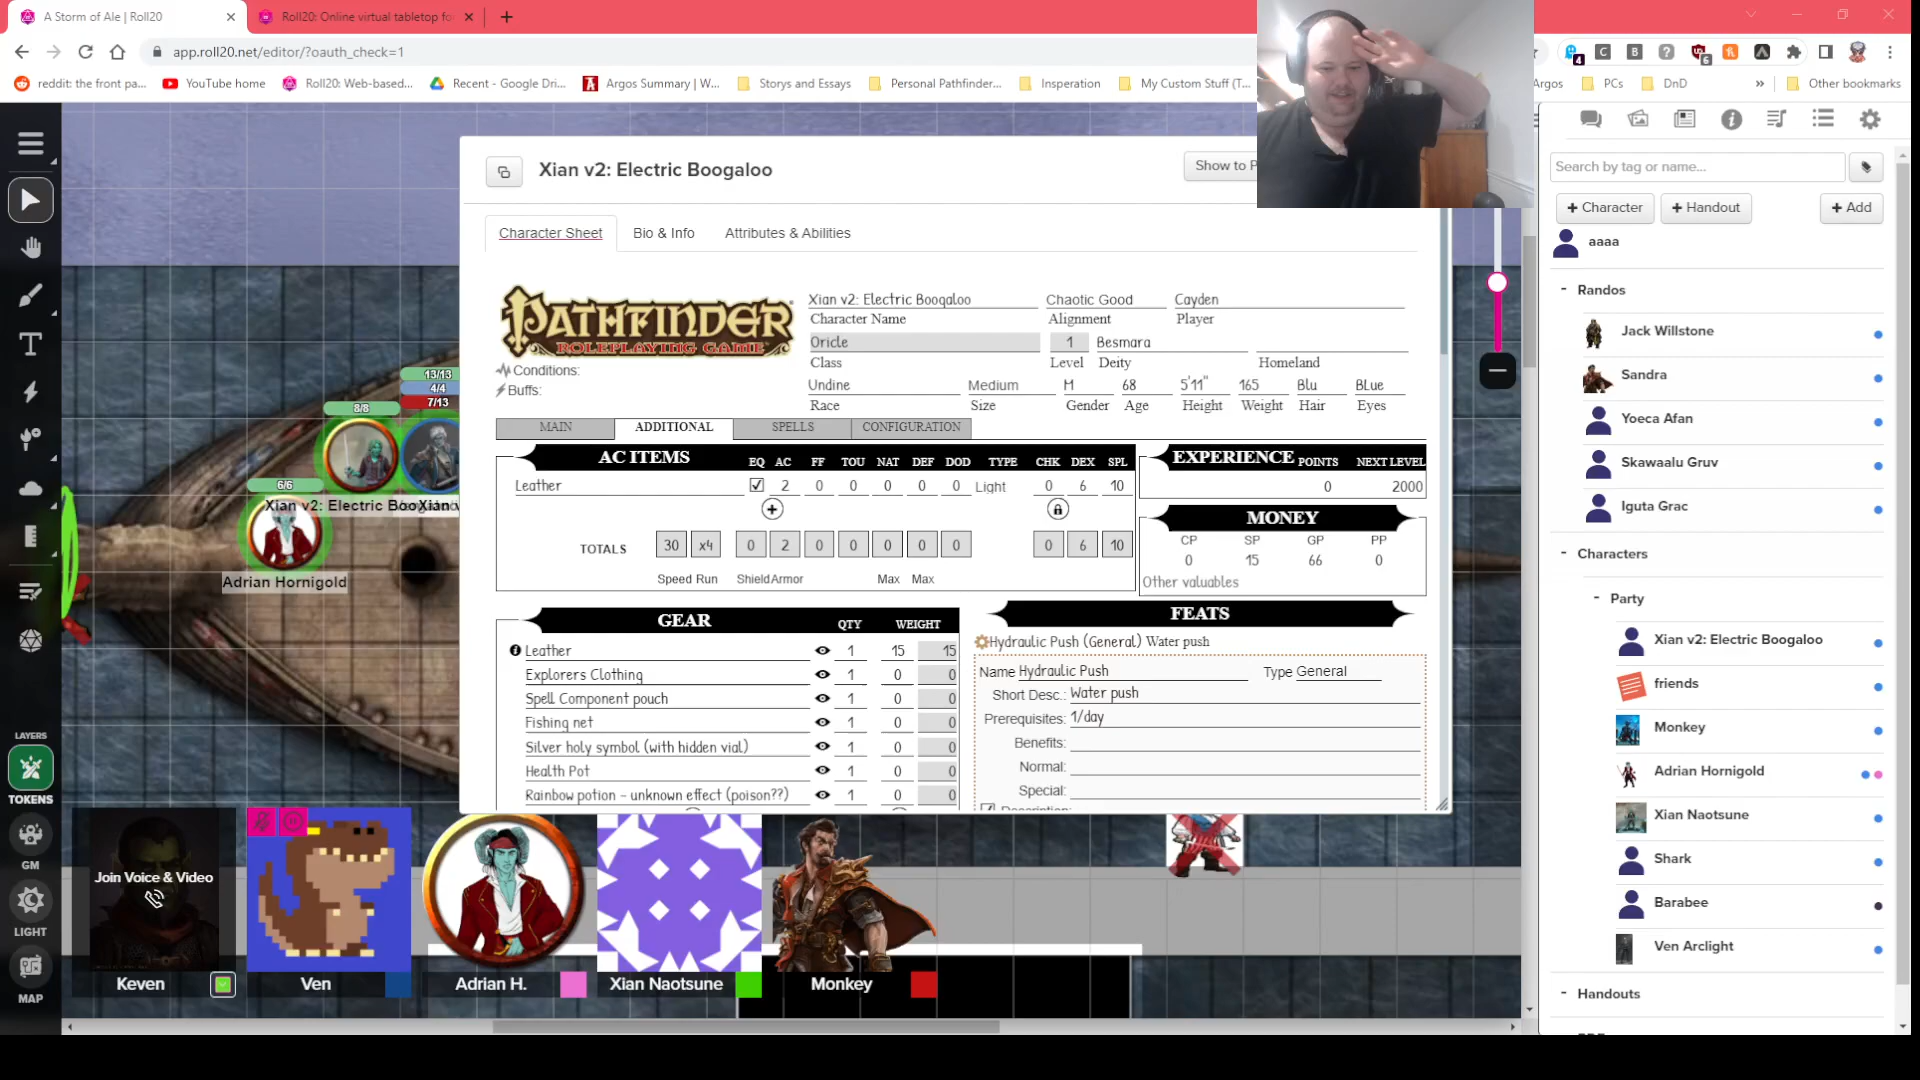 A Storm of Ale | Roll20
Roll20: Online virtual tabletop fo
app.roll20.net/editor/?oauth_check=1
reddit: the front pa...
YouTube home
Roll20: Web-based...
Recent - Google Dri...
Argos Summary | W...
Storys and Essays
Personal Pathfinder...
Insperation
My Custom Stuff (T...
Argos
PCs
DnD
»
Other bookmarks
Xian v2: Electric Boogaloo
Show to P
Character Sheet
Bio & Info
Attributes & Abilities
PATHFINDER
ROLEPLAYING GAME
Conditions:
Buffs:
Xian v2: Electric Boogaloo Chaotic Good Cayden
Character Name Alignment Player
Oricle 1 Besmara
Class Level Deity Homeland
Undine Medium M 68 5'11" 165 Blu BLue
Race Size Gender Age Height Weight Hair Eyes
MAIN ADDITIONAL SPELLS CONFIGURATION
AC ITEMS EQ AC FF TOU NAT DEF DOD TYPE CHK DEX SPL
Leather 2 0 0 0 0 0 Light 0 6 10
TOTALS 30 x4 0 2 0 0 0 0 0 0 6 10
Speed Run Shield Armor Max Max
EXPERIENCE POINTS NEXT LEVEL
0 2000
MONEY
CP SP GP PP
0 15 66 0
Other valuables
GEAR QTY WEIGHT
Leather 1 15 15
Explorers Clothing 1 0 0
Spell Component pouch 1 0 0
Fishing net 1 0 0
Silver holy symbol (with hidden vial) 1 0 0
Health Pot 1 0 0
Rainbow potion - unknown effect (poison??) 1 0 0
FEATS
Hydraulic Push (General) Water push
Name Hydraulic Push Type General
Short Desc.: Water push
Prerequisites: 1/day
Benefits:
Normal:
Special:
13/13
4/4
7/13
8/8
6/6
Xian v2: Electric Bo
Adrian Hornigold
LAYERS
TOKENS
GM
LIGHT
MAP
Join Voice & Video
Keven
Ven
Adrian H.
Xian Naotsune
Monkey
4
6
Search by tag or name...
+ Character
+ Handout
+ Add
aaaa
- Randos
Jack Willstone
Sandra
Yoeca Afan
Skawaalu Gruv
Iguta Grac
- Characters
- Party
Xian v2: Electric Boogaloo
friends
Monkey
Adrian Hornigold
Xian Naotsune
Shark
Barabee
Ven Arclight
- Handouts